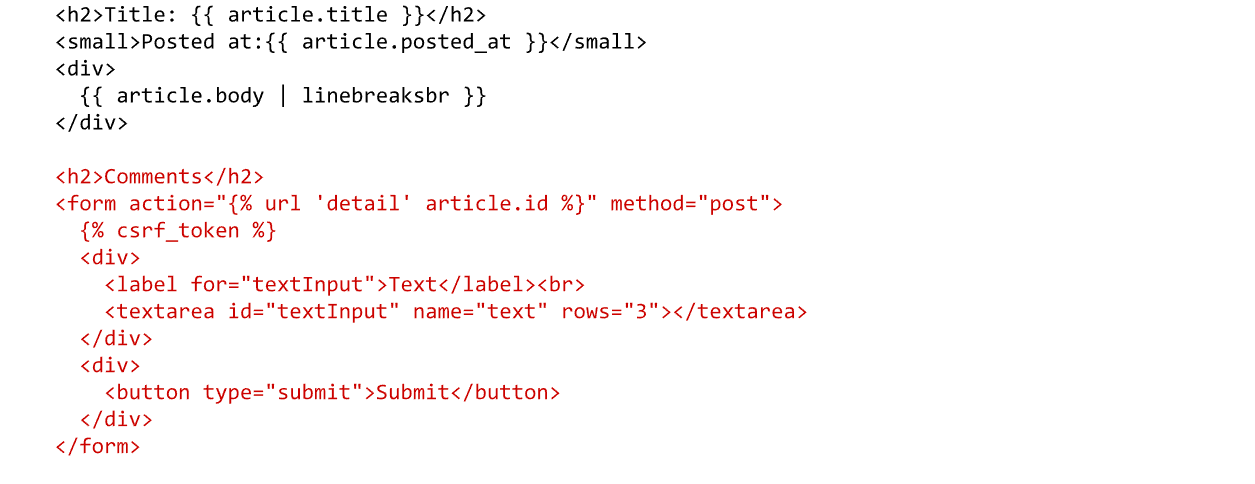 <h2>Title: {{ article.title }}</h2>
<small>Posted at:{{ article.posted_at }}</small>
<div>
  {{ article.body | linebreaksbr }}
</div>

<h2>Comments</h2>
<form action="{% url 'detail' article.id %}" method="post">
  {% csrf_token %}
  <div>
    <label for="textInput">Text</label><br>
    <textarea id="textInput" name="text" rows="3"></textarea>
  </div>
  <div>
    <button type="submit">Submit</button>
  </div>
</form>